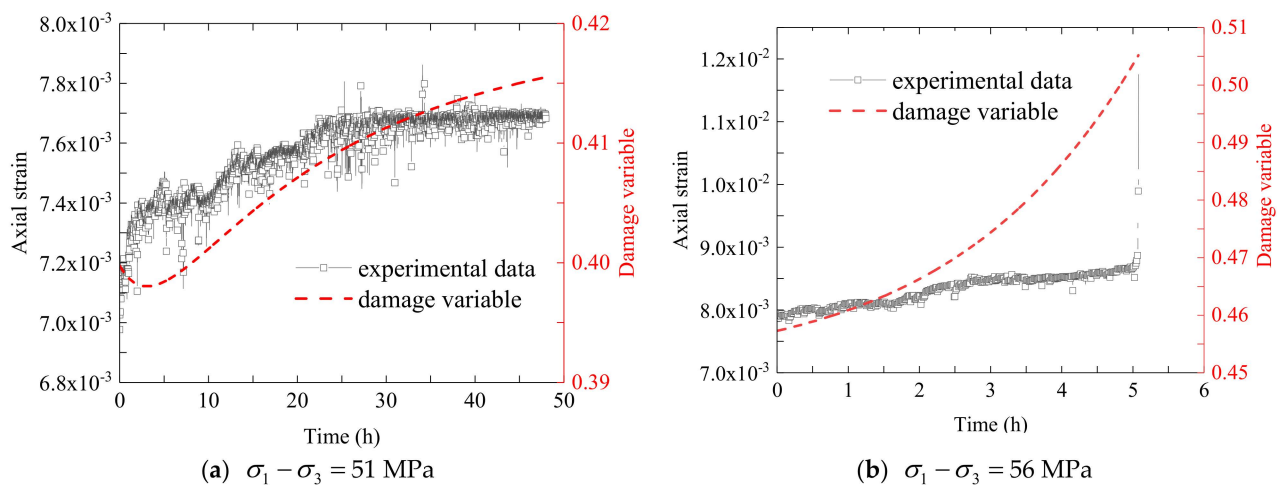 8.0x10⁻³
7.8x10⁻³
7.6x10⁻³
7.4x10⁻³
7.2x10⁻³
7.0x10⁻³
6.8x10⁻³
Axial strain
0 10 20 30 40 50
Time (h)
0.42
0.41
0.40
0.39
Damage variable
experimental data
damage variable
(a) σ₁ − σ₃ = 51 MPa
1.2x10⁻²
1.1x10⁻²
1.0x10⁻²
9.0x10⁻³
8.0x10⁻³
7.0x10⁻³
Axial strain
0 1 2 3 4 5 6
Time (h)
0.51
0.50
0.49
0.48
0.47
0.46
0.45
Damage variable
experimental data
damage variable
(b) σ₁ − σ₃ = 56 MPa